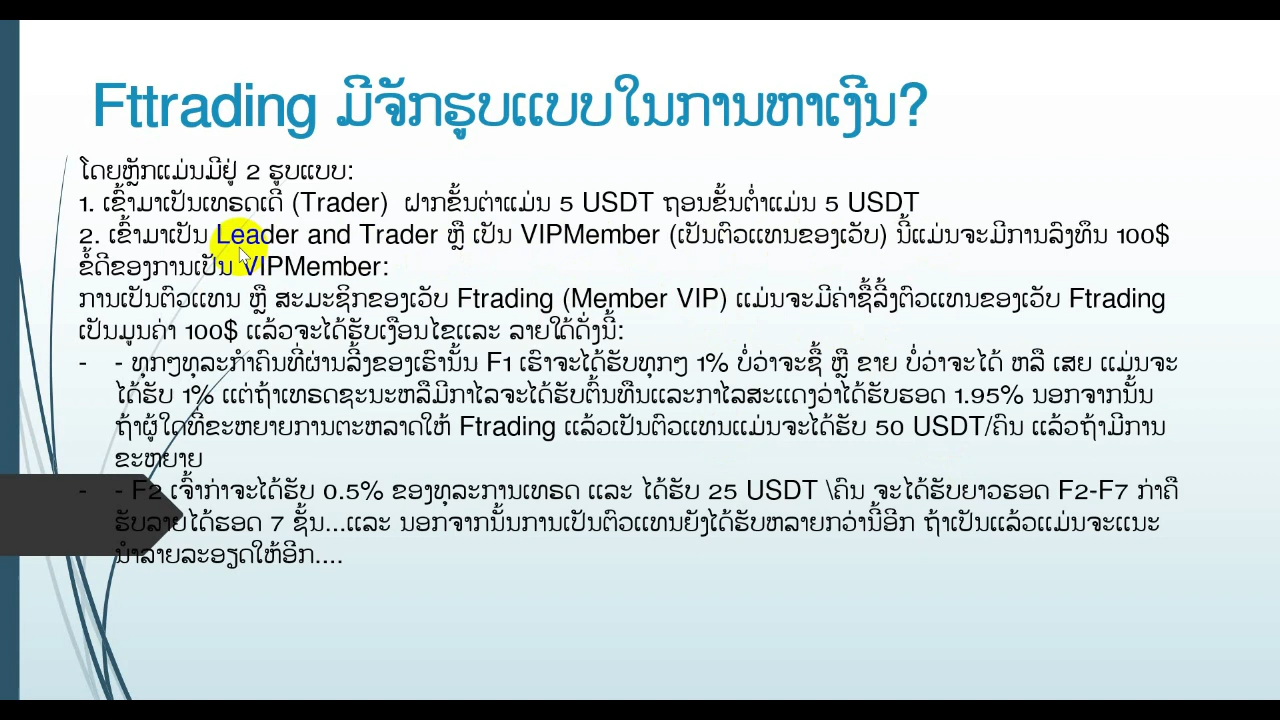 Fttrading ມີຈັກຮູບແບບໃນການຫາເງິນ?
ໂດຍຫຼັກແມ່ນມີຢູ່ 2 ຮູບແບບ:
1. ເຂົ້າມາເປັນເທຣດເດີ (Trader) ຝາກຂັ້ນຕ່ຳແມ່ນ 5 USDT ຖອນຂັ້ນຕ່ຳແມ່ນ 5 USDT
2. ເຂົ້າມາເປັນ Leader and Trader ຫຼື ເປັນ VIPMember (ເປັນຕົວແທນຂອງເວັບ) ນີ້ແມ່ນຈະມີການລົງທຶນ 100$
ຂໍ້ດີຂອງການເປັນ VIPMember:
ການເປັນຕົວແທນ ຫຼື ສະມະຊິກຂອງເວັບ Ftrading (Member VIP) ແມ່ນຈະມີຄ່າຊື້ລິ້ງຕົວແທນຂອງເວັບ Ftrading
ເປັນມູນຄ່າ 100$ ແລ້ວຈະໄດ້ຮັບເງື່ອນໄຂແລະ ລາຍໃດ້ດັ່ງນີ້:
- - ທຸກໆທຸລະກຳຄົນທີ່ຜ່ານລິ້ງຂອງເຮົານັ້ນ F1 ເຮົາຈະໄດ້ຮັບທຸກໆ 1% ບໍ່ວ່າຈະຊື້ ຫຼື ຂາຍ ບໍ່ວ່າຈະໄດ້ ຫລື ເສຍ ແມ່ນຈະ
ໄດ້ຮັບ 1% ແຕ່ຖ້າເທຣດຊະນະຫລືມີກາໄລຈະໄດ້ຮັບຕົ້ນທຶນແລະກາໄລສະແດງວ່າໄດ້ຮັບຮອດ 1.95% ນອກຈາກນັ້ນ
ຖ້າຜູ້ໃດທີ່ຂະຫຍາຍການຕະຫລາດໃຫ້ Ftrading ແລ້ວເປັນຕົວແທນແມ່ນຈະໄດ້ຮັບ 50 USDT/ຄົນ ແລ້ວຖ້າມີການ
ຂະຫຍາຍ
- - F2 ເຈົ້າກ່າຈະໄດ້ຮັບ 0.5% ຂອງທຸລະການເທຣດ ແລະ ໄດ້ຮັບ 25 USDT \ຄົນ ຈະໄດ້ຮັບຍາວຮອດ F2-F7 ກ່າຄື
ຮັບລາຍໄດ້ຮອດ 7 ຊັ້ນ...ແລະ ນອກຈາກນັ້ນການເປັນຕົວແທນຍັງໄດ້ຮັບຫລາຍກວ່ານີ້ອີກ ຖ້າເປັນແລ້ວແມ່ນຈະແນະ
ນຳລາຍລະອຽດໃຫ້ອີກ....